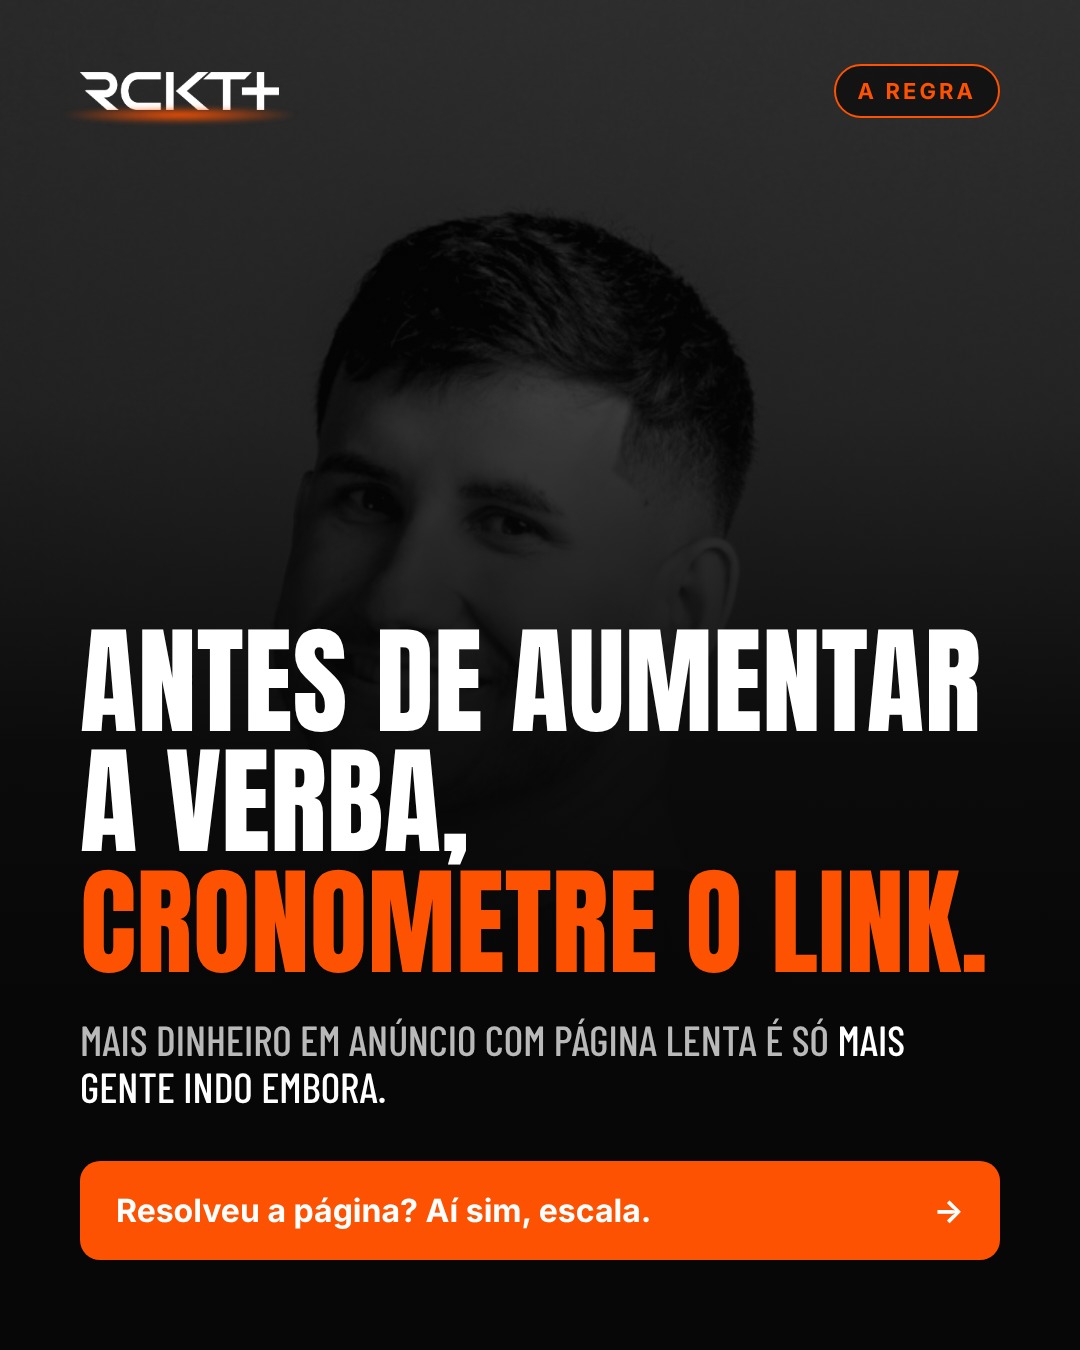 RCKT+
A REGRA
ANTES DE AUMENTAR
A VERBA,
CRONOMETRE O LINK.
MAIS DINHEIRO EM ANÚNCIO COM PÁGINA LENTA É SÓ MAIS
GENTE INDO EMBORA.
Resolveu a página? Aí sim, escala. →